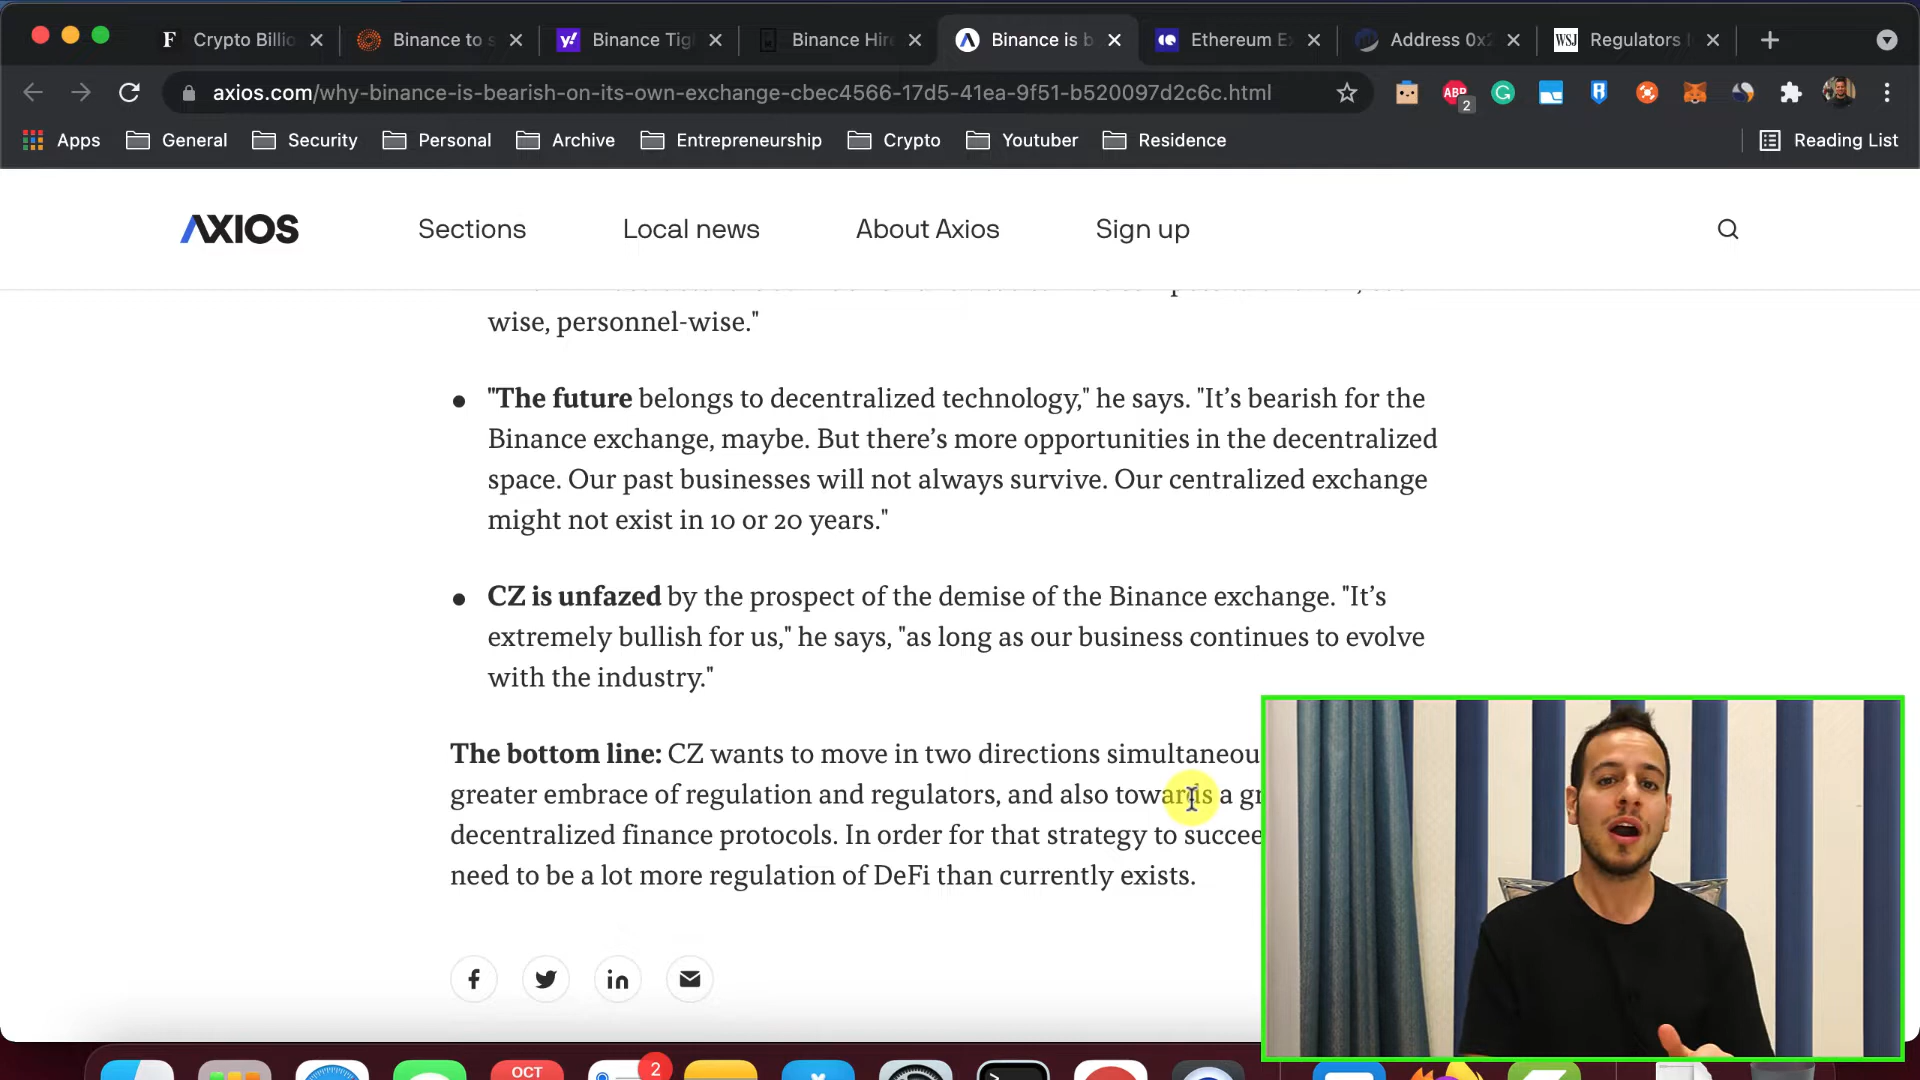 Crypto Billio
Binance to s
Binance Tig
Binance Hire
Binance is b
Ethereum E
Address 0x
WSJ
Regulators
axios.com/why-binance-is-bearish-on-its-own-exchange-cbec4566-17d5-41ea-9f51-b520097d2c6c.html
ABP
2
Apps
General
Security
Personal
Archive
Entrepreneurship
Crypto
Youtuber
Residence
Reading List
AXIOS
Sections
Local news
About Axios
Sign up
wise, personnel-wise."
"The future belongs to decentralized technology," he says. "It's bearish for the
Binance exchange, maybe. But there's more opportunities in the decentralized
space. Our past businesses will not always survive. Our centralized exchange
might not exist in 10 or 20 years."
CZ is unfazed by the prospect of the demise of the Binance exchange. "It's
extremely bullish for us," he says, "as long as our business continues to evolve
with the industry."
The bottom line: CZ wants to move in two directions simultaneou
greater embrace of regulation and regulators, and also towards a gr
decentralized finance protocols. In order for that strategy to succee
need to be a lot more regulation of DeFi than currently exists.
OCT
2